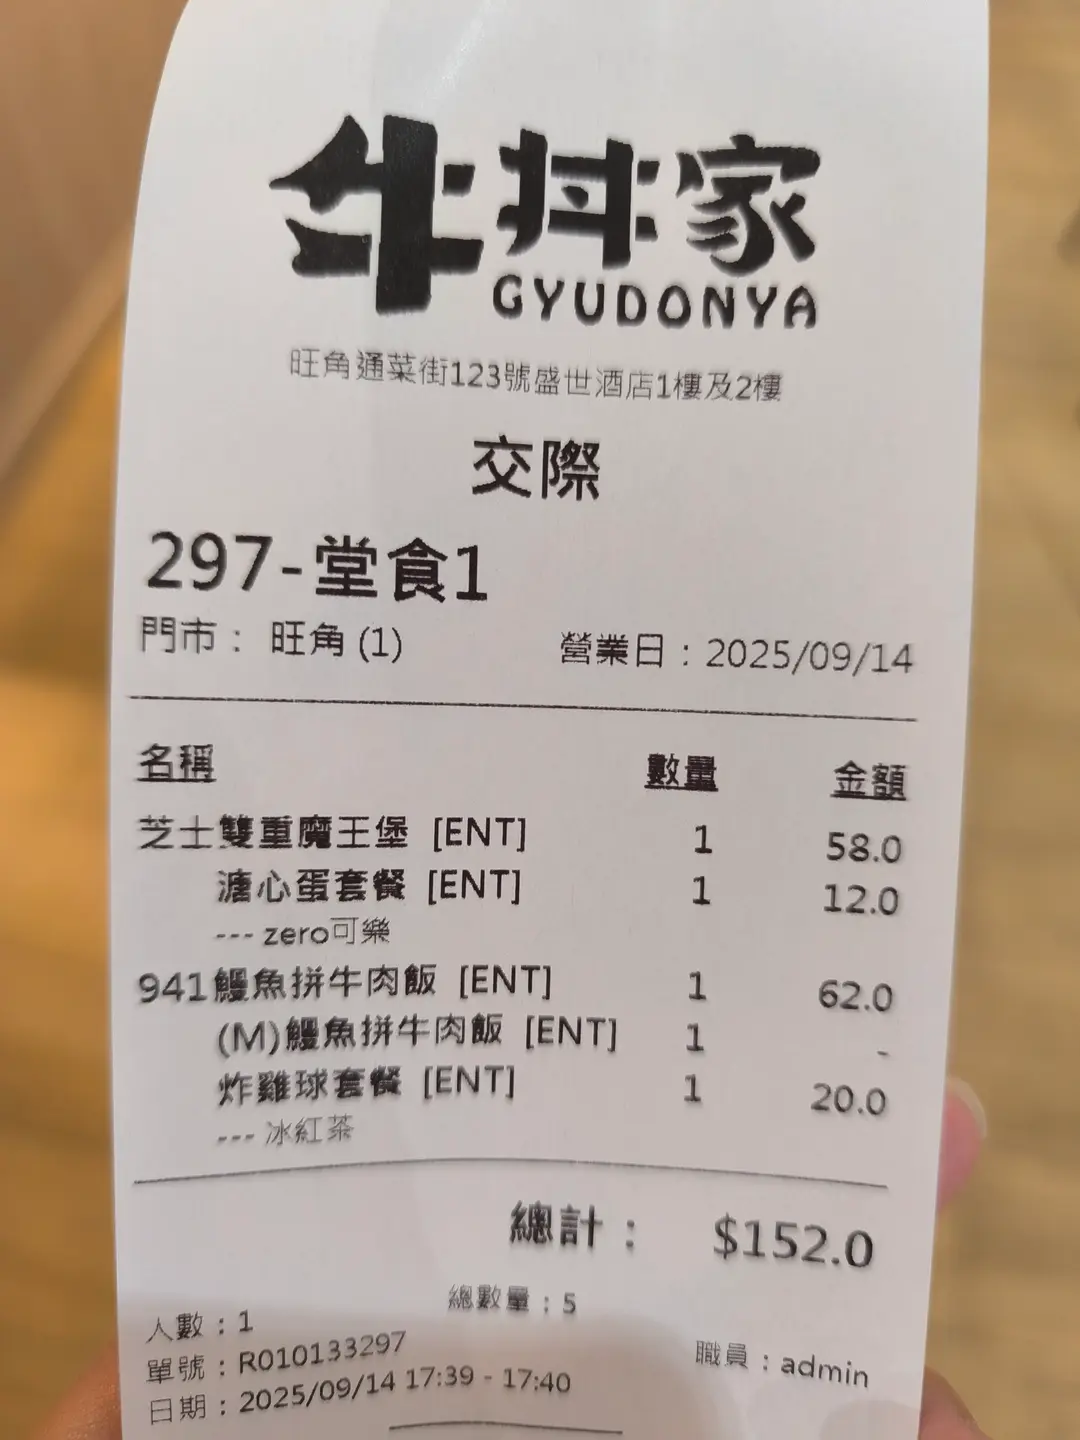 牛丼家
GYUDONYA
旺角通菜街123號盛世酒店1樓及2樓
交際
297-堂食1
門市： 旺角 (1) 營業日：2025/09/14
名稱 數量 金額
芝士雙重魔王堡 [ENT] 1 58.0
溏心蛋套餐 [ENT] 1 12.0
--- zero可樂
941鰻魚拼牛肉飯 [ENT] 1 62.0
(M)鰻魚拼牛肉飯 [ENT] 1 -
炸雞球套餐 [ENT] 1 20.0
--- 冰紅茶
總計： $152.0
總數量：5
人數：1
單號：R010133297 職員：admin
日期：2025/09/14 17:39 - 17:40